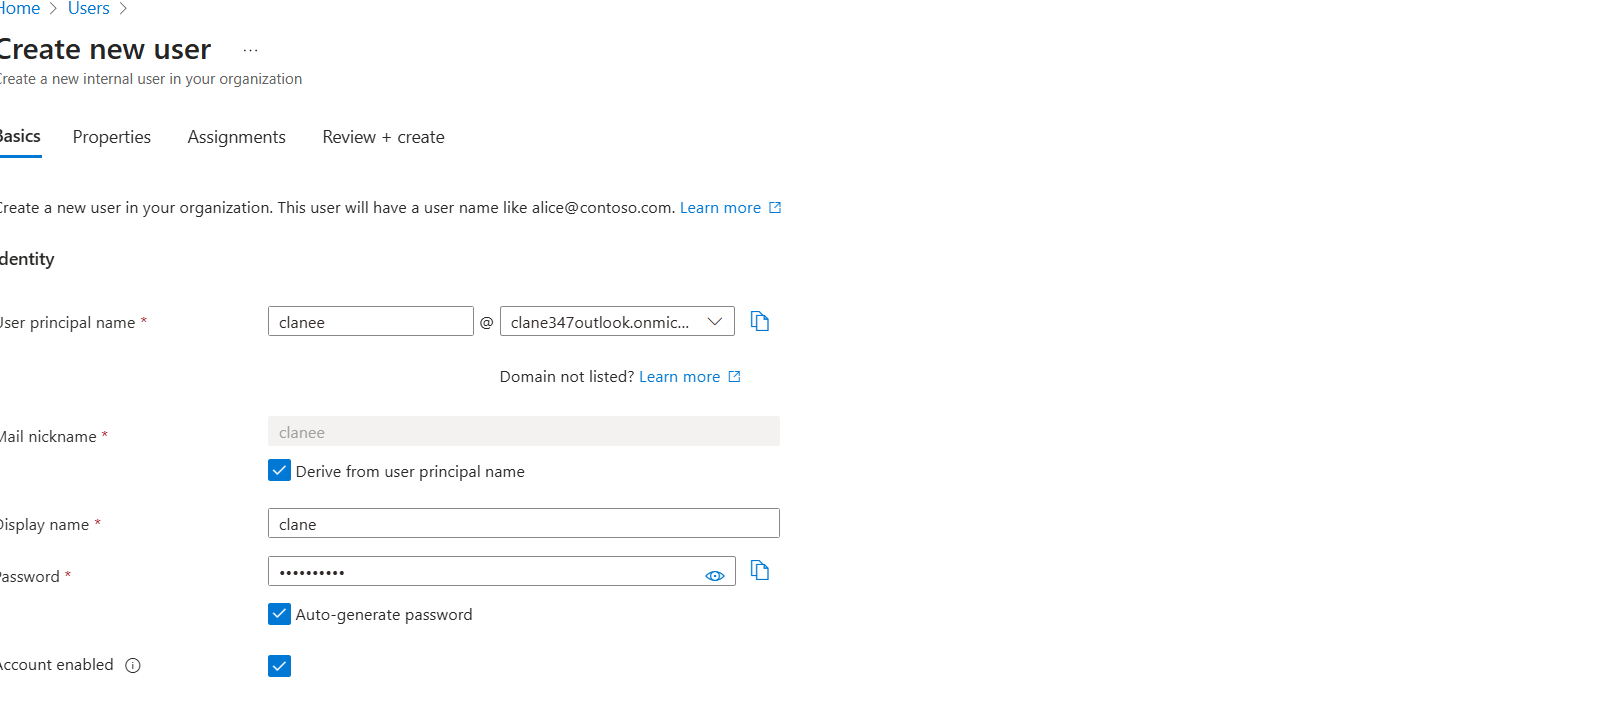 Home > Users >
Create new user ...
Create a new internal user in your organization
Basics Properties Assignments Review + create
Create a new user in your organization. This user will have a user name like alice@contoso.com. Learn more
Identity
User principal name * clanee @ clane347outlook.onmic...
Domain not listed? Learn more
Mail nickname * clanee
Derive from user principal name
Display name * clane
Password * ••••••••••
Auto-generate password
Account enabled